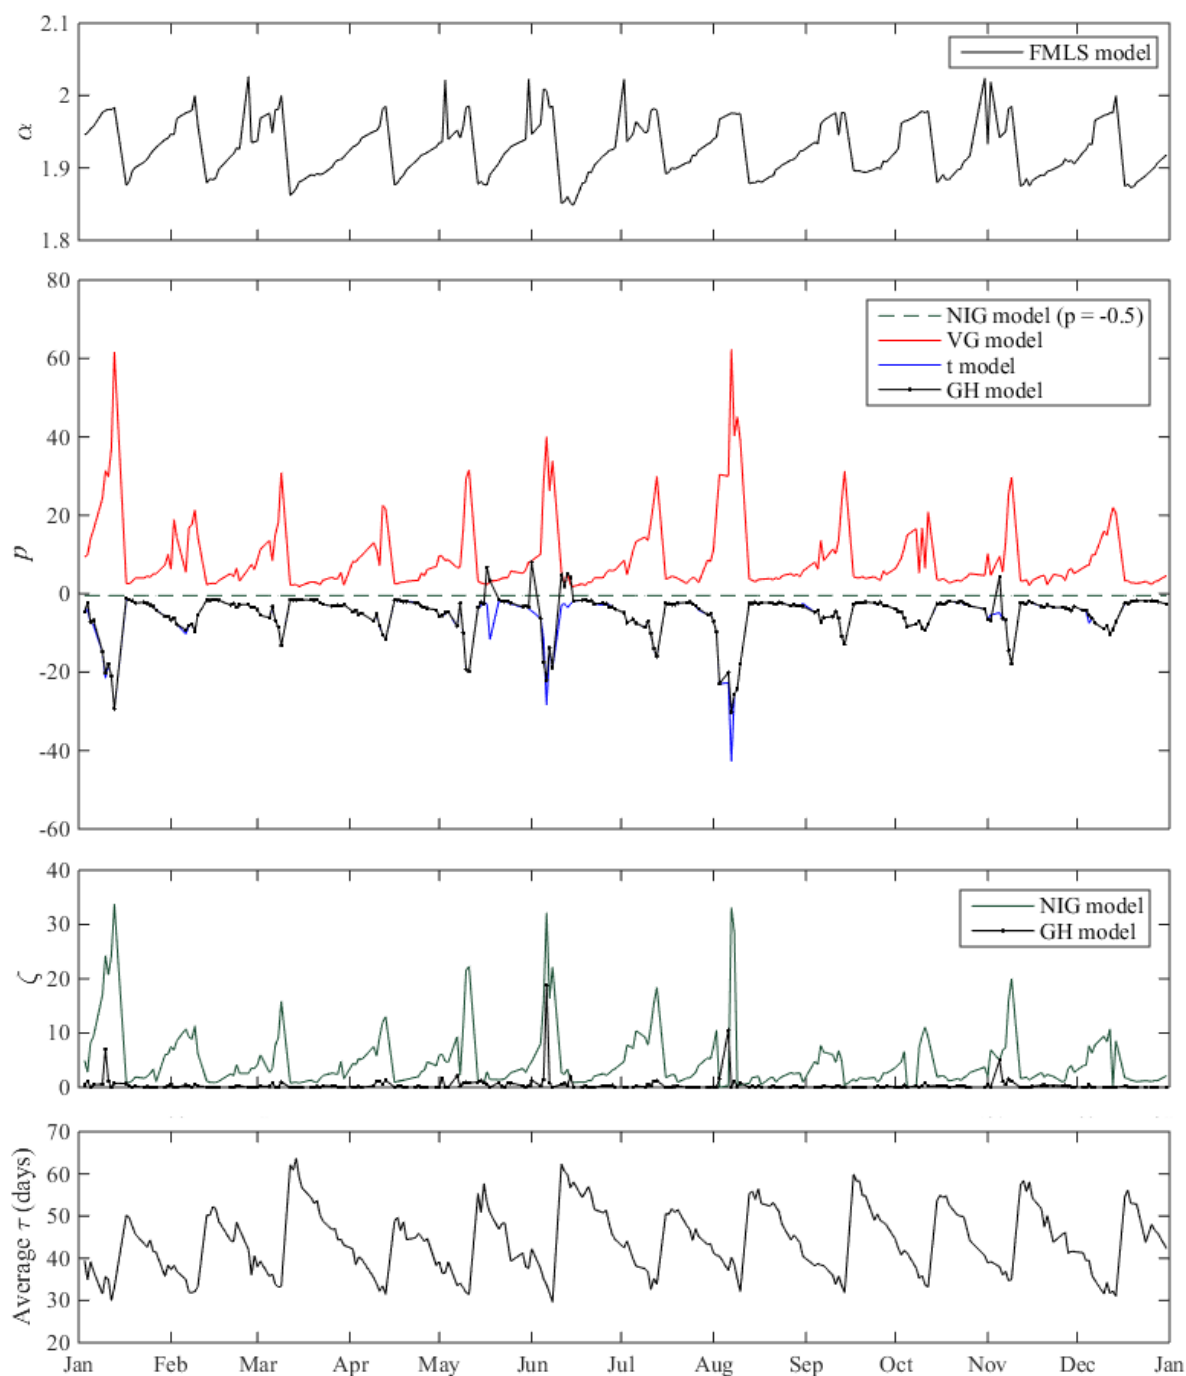 2.1
2
1.9
1.8
α
FMLS model
80
60
40
20
0
-20
-40
-60
p
NIG model (p = -0.5)
VG model
t model
GH model
40
30
20
10
0
ζ
NIG model
GH model
70
60
50
40
30
20
Average τ (days)
Jan Feb Mar Apr May Jun Jul Aug Sep Oct Nov Dec Jan